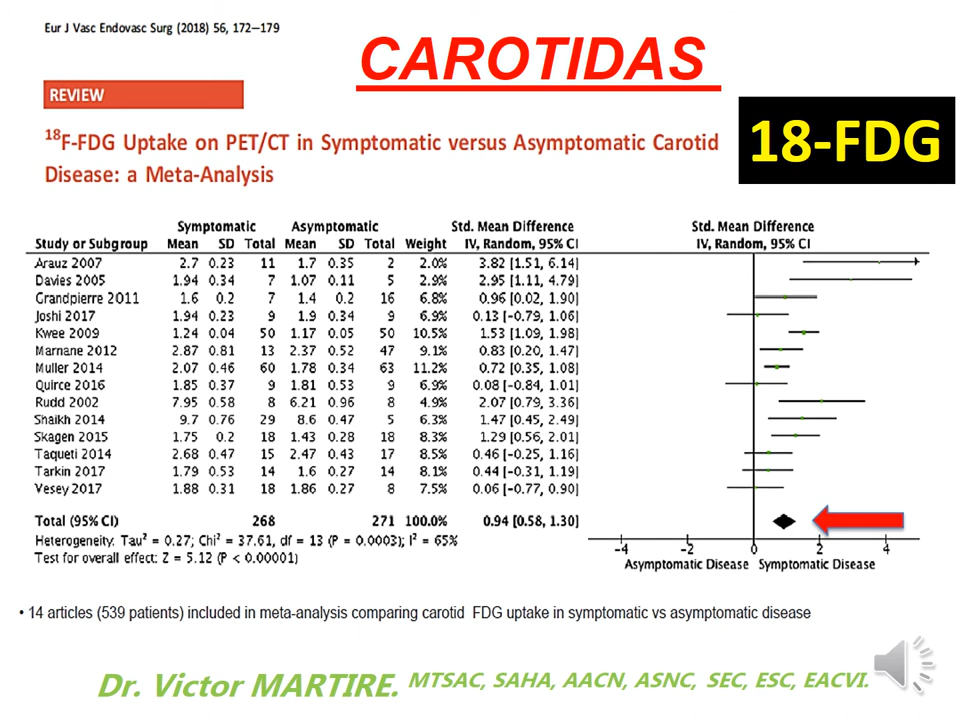 Eur J Vasc Endovasc Surg (2018) 56, 172–179
CAROTIDAS
REVIEW
18-FDG
18F-FDG Uptake on PET/CT in Symptomatic versus Asymptomatic Carotid
Disease: a Meta-Analysis
Symptomatic Asymptomatic Std. Mean Difference Std. Mean Difference
Study or Subgroup Mean SD Total Mean SD Total Weight IV, Random, 95% CI IV, Random, 95% CI
Arauz 2007 2.7 0.23 11 1.7 0.35 2 2.0% 3.82 [1.51, 6.14]
Davies 2005 1.94 0.34 7 1.07 0.11 5 2.9% 2.95 [1.11, 4.79]
Grandpierre 2011 1.6 0.2 7 1.4 0.2 16 6.8% 0.96 [0.02, 1.90]
Joshi 2017 1.94 0.23 9 1.9 0.34 9 6.9% 0.13 [-0.79, 1.06]
Kwee 2009 1.24 0.04 50 1.17 0.05 50 10.5% 1.53 [1.09, 1.98]
Marnane 2012 2.87 0.81 13 2.37 0.52 47 9.1% 0.83 [0.20, 1.47]
Muller 2014 2.07 0.46 60 1.78 0.34 63 11.2% 0.72 [0.35, 1.08]
Quirce 2016 1.85 0.37 9 1.81 0.53 9 6.9% 0.08 [-0.84, 1.01]
Rudd 2002 7.95 0.58 8 6.21 0.96 8 4.9% 2.07 [0.79, 3.36]
Shaikh 2014 9.7 0.76 29 8.6 0.47 5 6.3% 1.47 [0.45, 2.49]
Skagen 2015 1.75 0.2 18 1.43 0.28 18 8.3% 1.29 [0.56, 2.01]
Taqueti 2014 2.68 0.47 15 2.47 0.43 17 8.5% 0.46 [-0.25, 1.16]
Tarkin 2017 1.79 0.53 14 1.6 0.27 14 8.1% 0.44 [-0.31, 1.19]
Vesey 2017 1.88 0.31 18 1.86 0.27 8 7.5% 0.06 [-0.77, 0.90]
Total (95% CI) 268 271 100.0% 0.94 [0.58, 1.30]
Heterogeneity: Tau² = 0.27; Chi² = 37.61, df = 13 (P = 0.0003); I² = 65%
Test for overall effect: Z = 5.12 (P < 0.00001)
-4 -2 0 2 4
Asymptomatic Disease Symptomatic Disease
• 14 articles (539 patients) included in meta-analysis comparing carotid FDG uptake in symptomatic vs asymptomatic disease
Dr. Victor MARTIRE. MTSAC, SAHA, AACN, ASNC, SEC, ESC, EACVI.